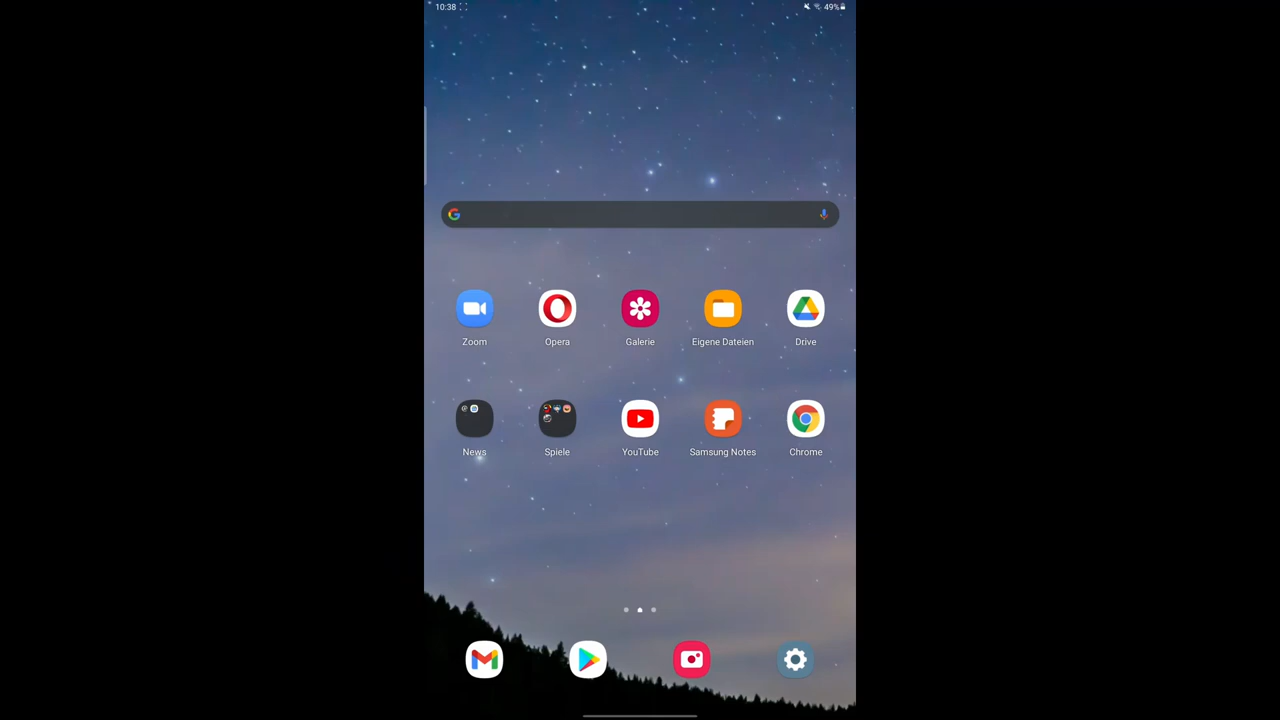 10:38
49%
Zoom
Opera
Galerie
Eigene Dateien
Drive
News
Spiele
YouTube
Samsung Notes
Chrome